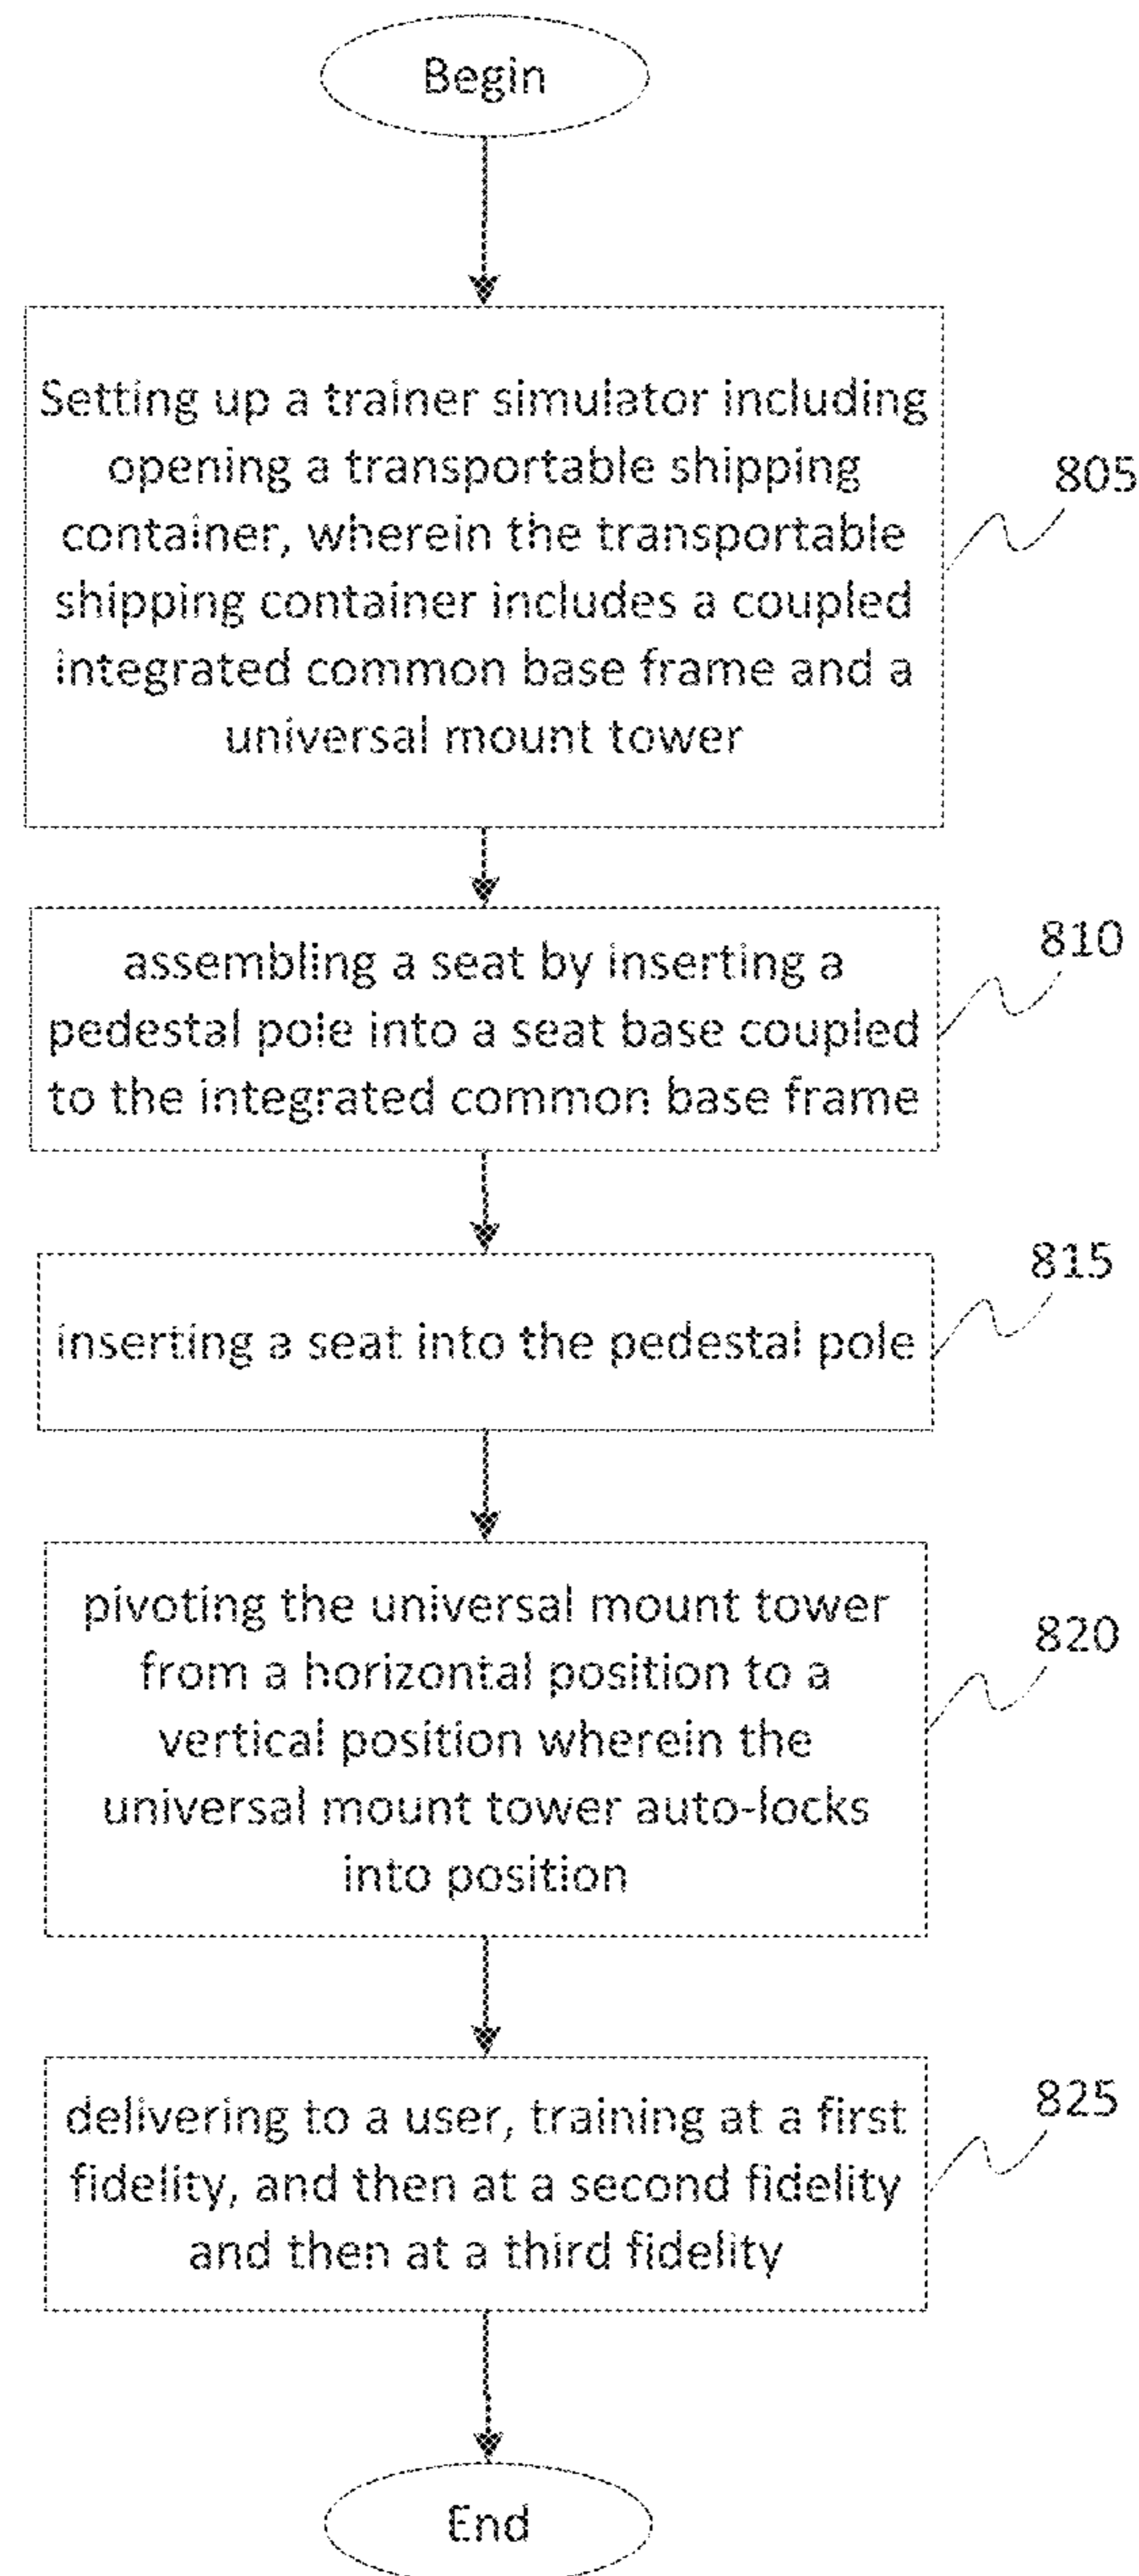 Begin
Setting up a trainer simulator including
opening a transportable shipping
container, wherein the transportable
shipping container includes a coupled
integrated common base frame and a
universal mount tower
805
assembling a seat by inserting a
pedestal pole into a seat base coupled
to the integrated common base frame
810
inserting a seat into the pedestal pole
815
pivoting the universal mount tower
from a horizontal position to a
vertical position wherein the
universal mount tower auto-locks
into position
820
delivering to a user, training at a first
fidelity, and then at a second fidelity
and then at a third fidelity
825
End